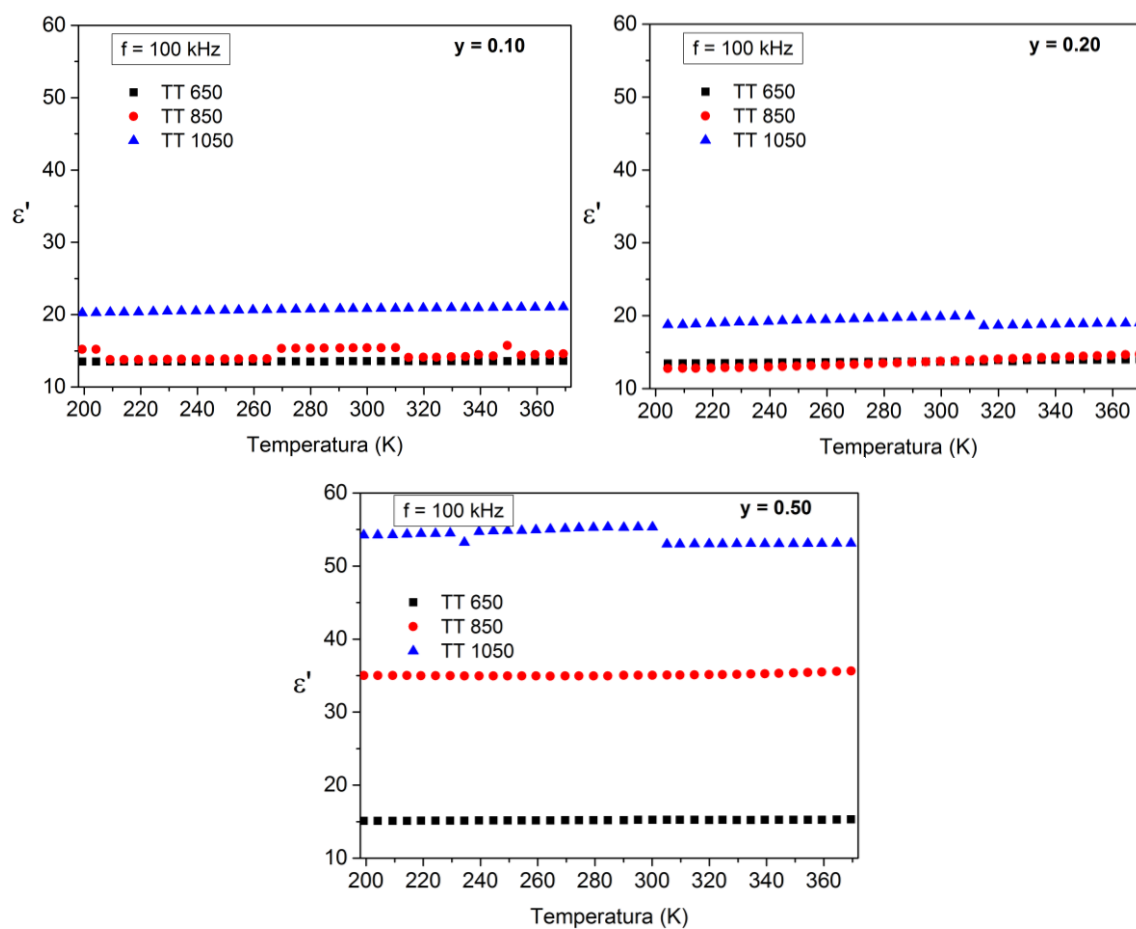 60
50
40
30
20
10
ε'
f = 100 kHz
y = 0.10
TT 650
TT 850
TT 1050
200 220 240 260 280 300 320 340 360
Temperatura (K)
60
50
40
30
20
10
ε'
f = 100 kHz
y = 0.20
TT 650
TT 850
TT 1050
200 220 240 260 280 300 320 340 360
Temperatura (K)
60
50
40
30
20
10
ε'
f = 100 kHz
y = 0.50
TT 650
TT 850
TT 1050
200 220 240 260 280 300 320 340 360
Temperatura (K)